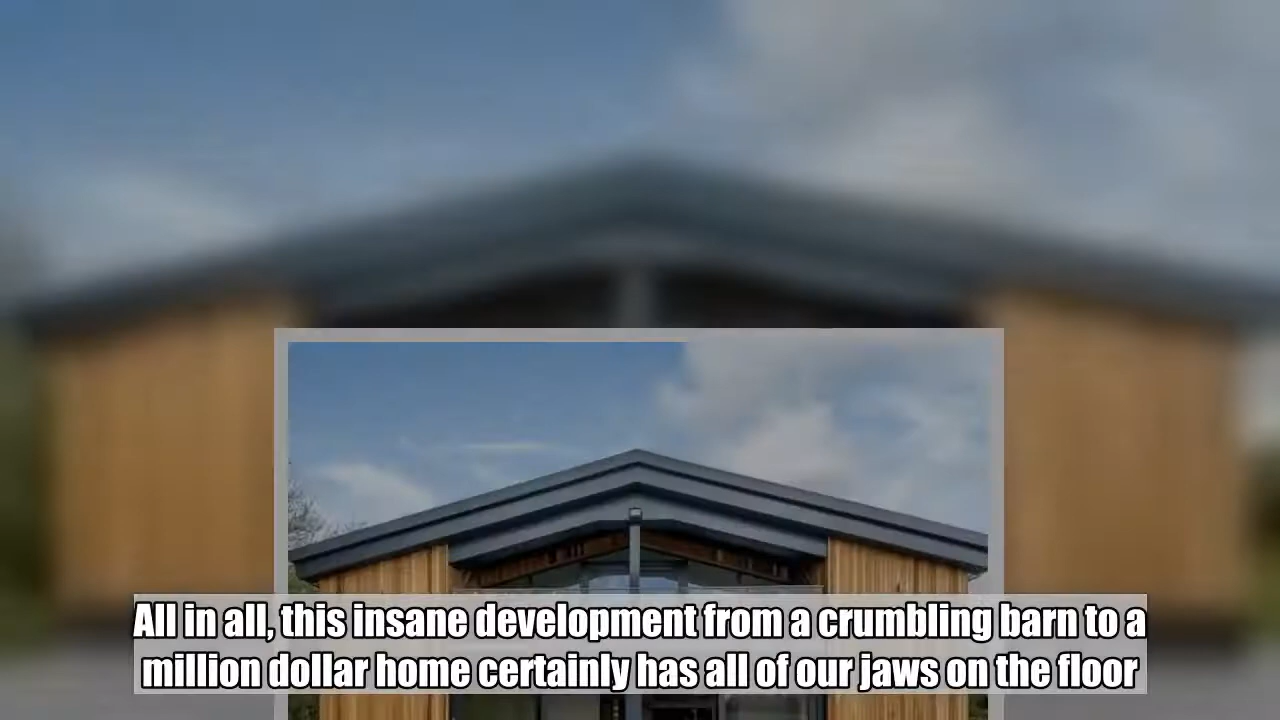 All in all, this insane development from a crumbling barn to a
million dollar home certainly has all of our jaws on the floor